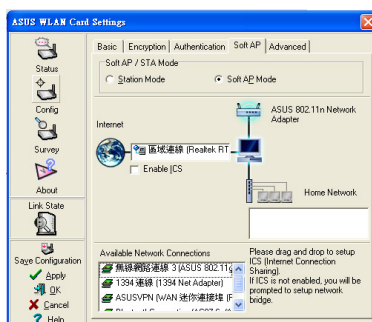 ASUS WLAN Card Settings
Status
Config
Survey
About
Link State
Save Configuration
Apply
OK
Cancel
Help
Basic
Encryption
Authentication
Soft AP
Advanced
Soft AP / STA Mode
Station Mode
Soft AP Mode
Internet
ASUS 802.11n Network
Adapter
區域連線 (Realtek RT
Enable ICS
Home Network
Available Network Connections
無線網路連線 3 (ASUS 802.11g
1394 連線 (1394 Net Adapter)
ASUSVPN (WAN 迷你連接埠 (P
Please drag and drop to setup
ICS (Internet Connection
Sharing).
If ICS is not enabled, you will be
prompted to setup network
bridge.